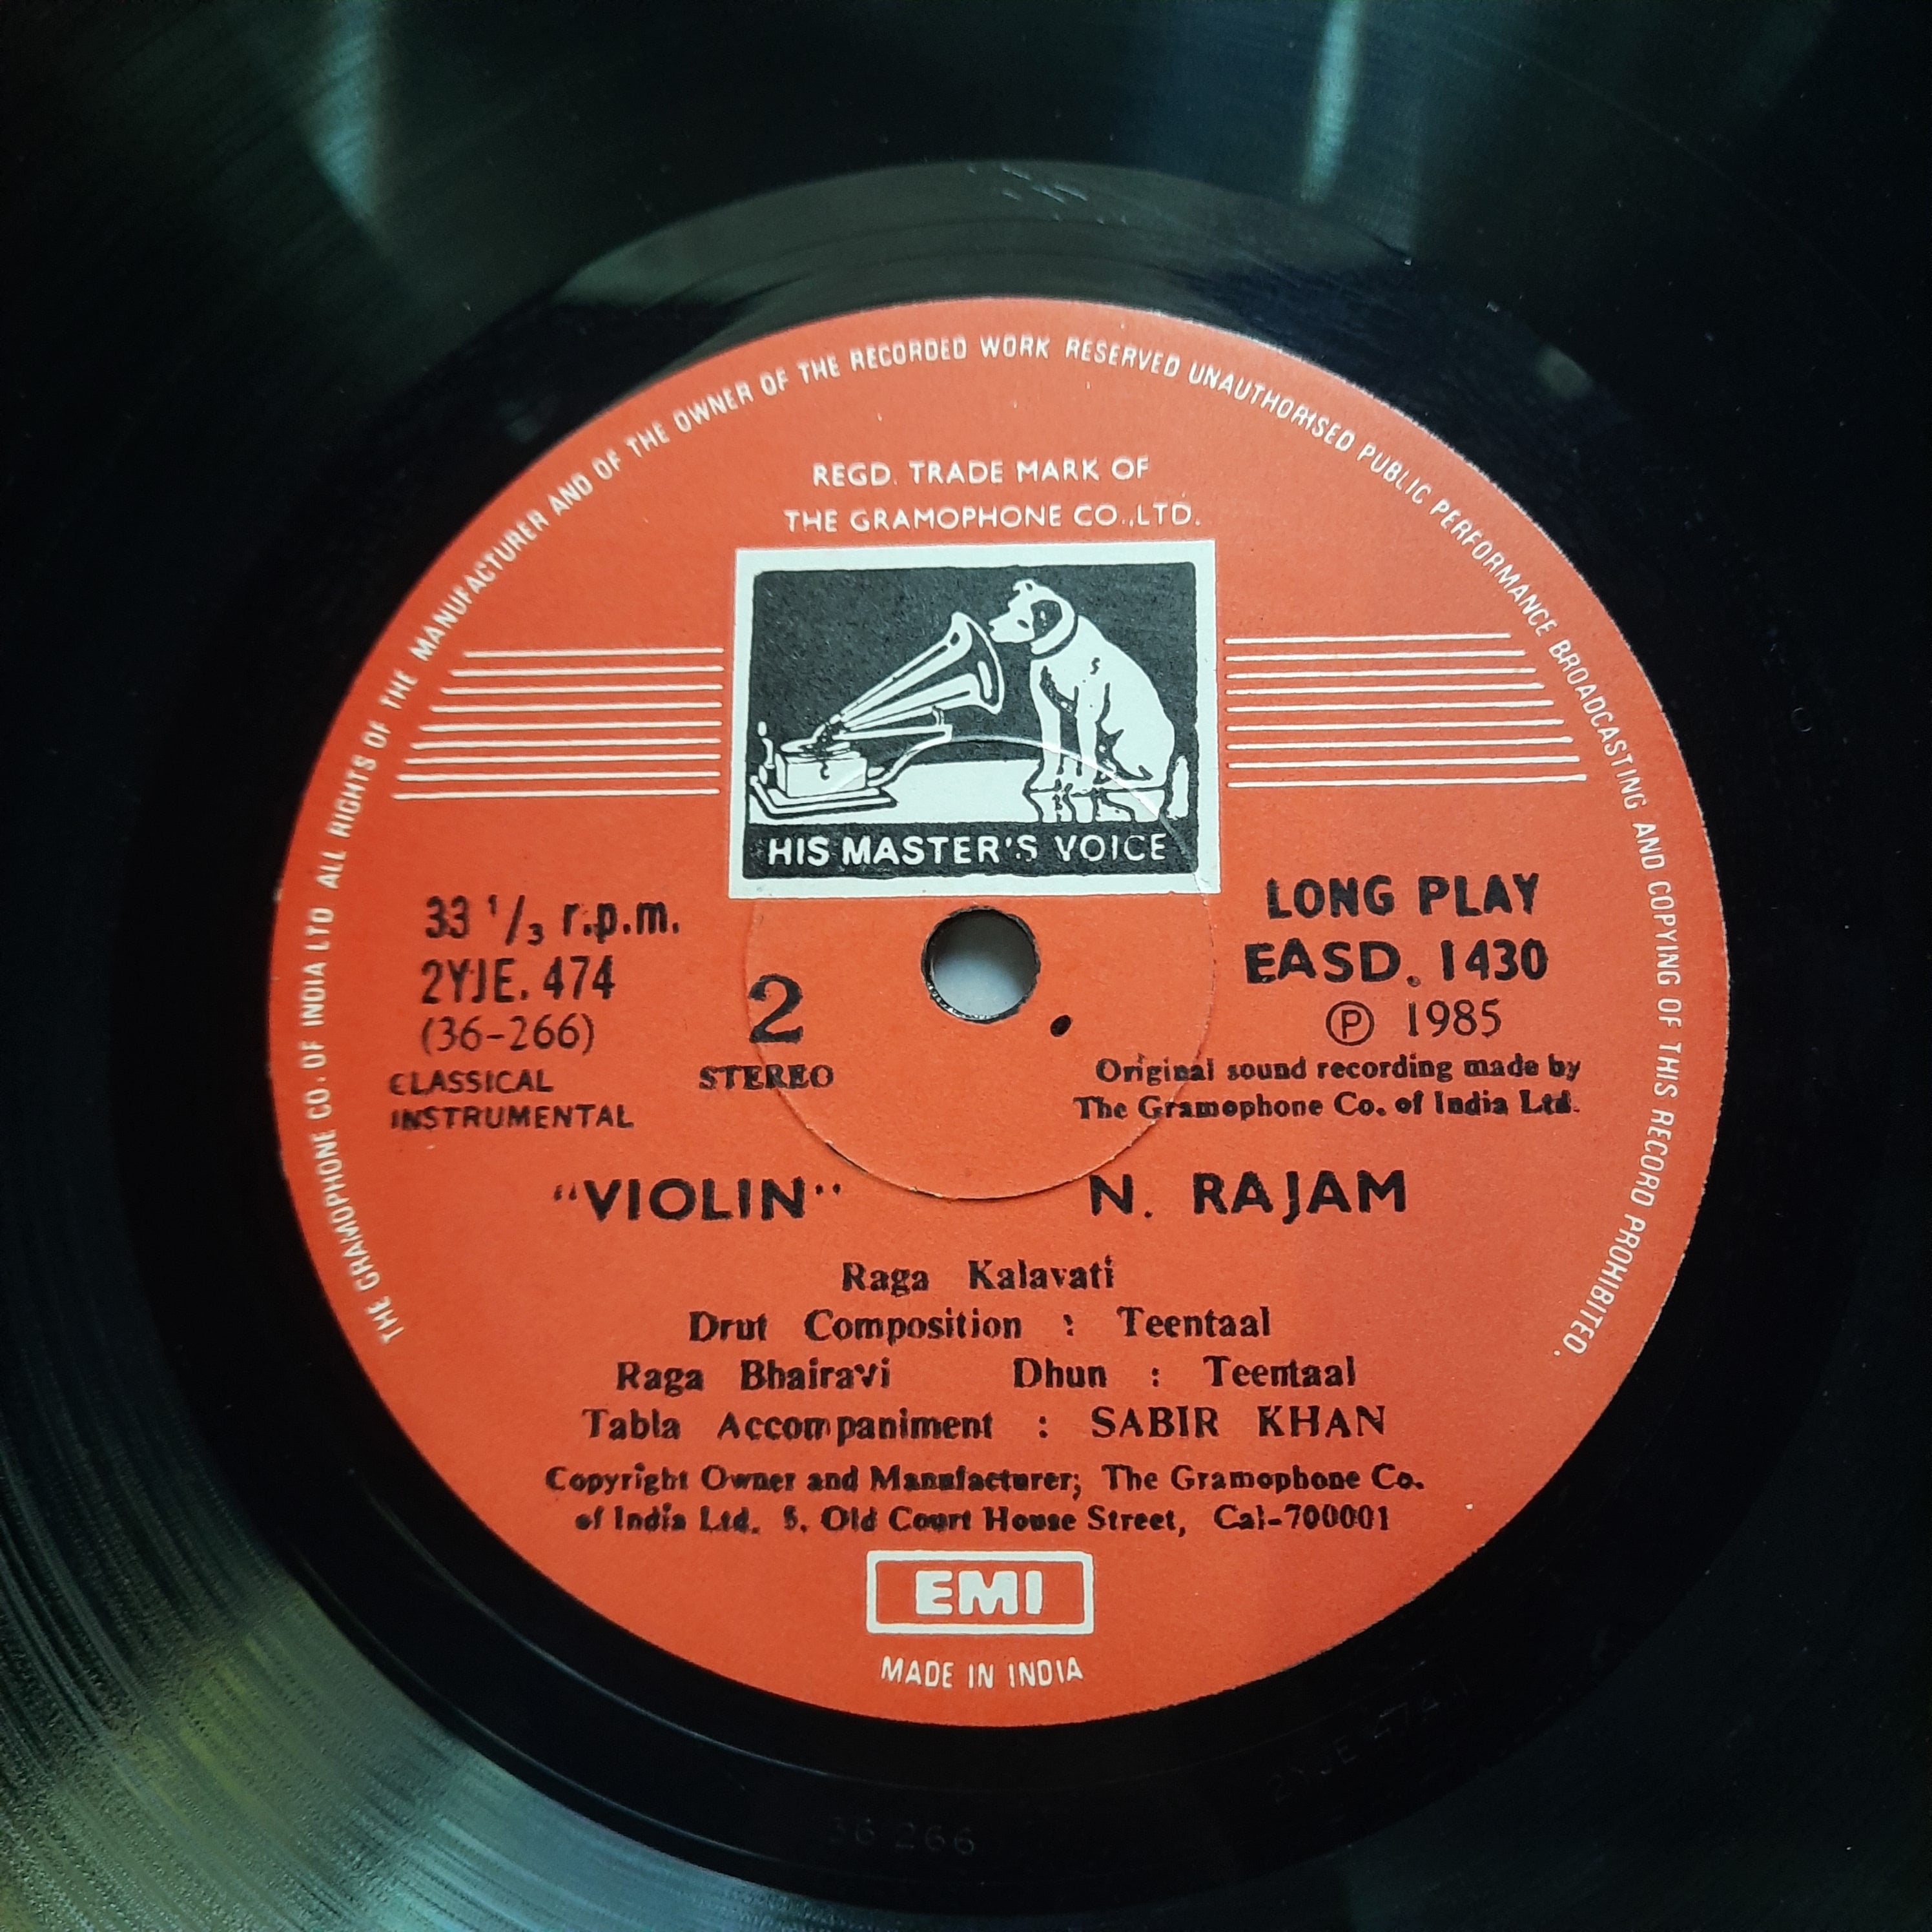 THE GRAMOPHONE CO. OF INDIA LTD ALL RIGHTS OF THE MANUFACTURER AND OF THE OWNER OF THE RECORDED WORK RESERVED UNAUTHORISED PUBLIC PERFORMANCE BROADCASTING AND COPYING OF THIS RECORD PROHIBITED.
REGD. TRADE MARK OF
THE GRAMOPHONE CO.,LTD.
HIS MASTER'S VOICE
33 1/3 r.p.m.
2YJE. 474
(36-266)
CLASSICAL
INSTRUMENTAL
2
STEREO
LONG PLAY
EASD. 1430
Ⓟ 1985
Original sound recording made by
The Gramophone Co. of India Ltd.
"VIOLIN" N. RAJAM
Raga Kalavati
Drut Composition : Teentaal
Raga Bhairavi Dhun : Teentaal
Tabla Accompaniment : SABIR KHAN
Copyright Owner and Manufacturer; The Gramophone Co.
of India Ltd. 5, Old Court House Street, Cal-700001
EMI
MADE IN INDIA
36 266
2YJE 474